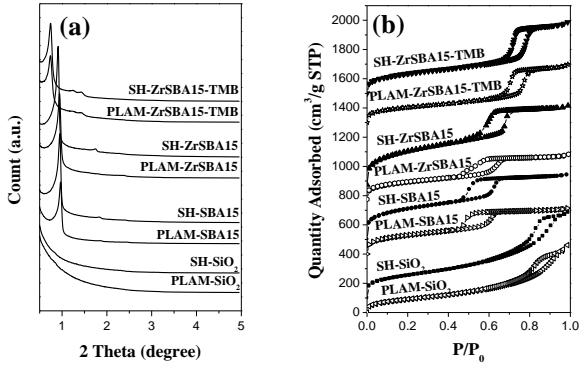 (a)
SH-ZrSBA15-TMB
PLAM-ZrSBA15-TMB
SH-ZrSBA15
PLAM-ZrSBA15
SH-SBA15
PLAM-SBA15
SH-SiO2
PLAM-SiO2
1 2 3 4 5
2 Theta (degree)
Count (a.u.)
(b)
2000
1800
1600
1400
1200
1000
800
600
400
200
0
SH-ZrSBA15-TMB
PLAM-ZrSBA15-TMB
SH-ZrSBA15
PLAM-ZrSBA15
SH-SBA15
PLAM-SBA15
SH-SiO2
PLAM-SiO2
0.0 0.2 0.4 0.6 0.8 1.0
P/P0
Quantity Adsorbed (cm3/g STP)